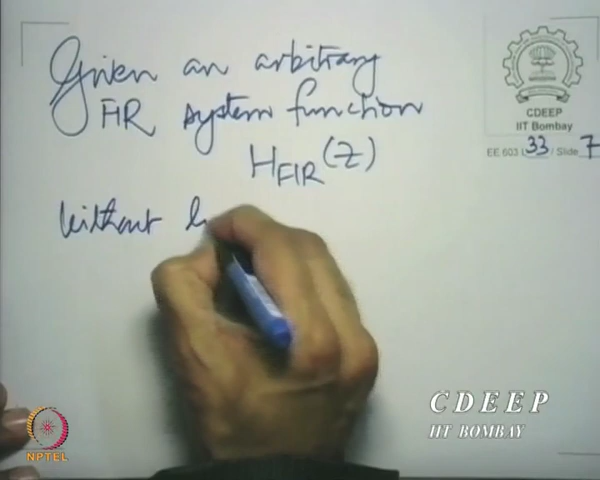 Given an arbitrary
FIR system function
H_FIR(Z)
Without
CDEEP
IIT Bombay
EE 603 L 33 / Slide 7
NPTEL
CDEEP
IIT BOMBAY